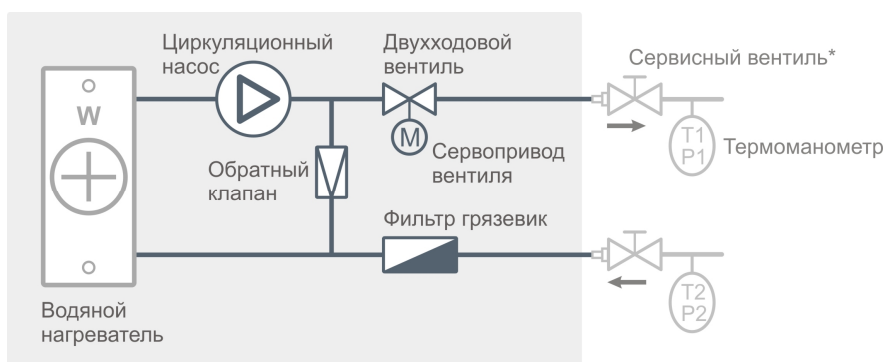 Циркуляционный
насос
Двухходовой
вентиль
Сервисный вентиль*
W
M
T1
P1
Термоманометр
Обратный
клапан
Сервопривод
вентиля
Фильтр грязевик
T2
P2
Водяной
нагреватель